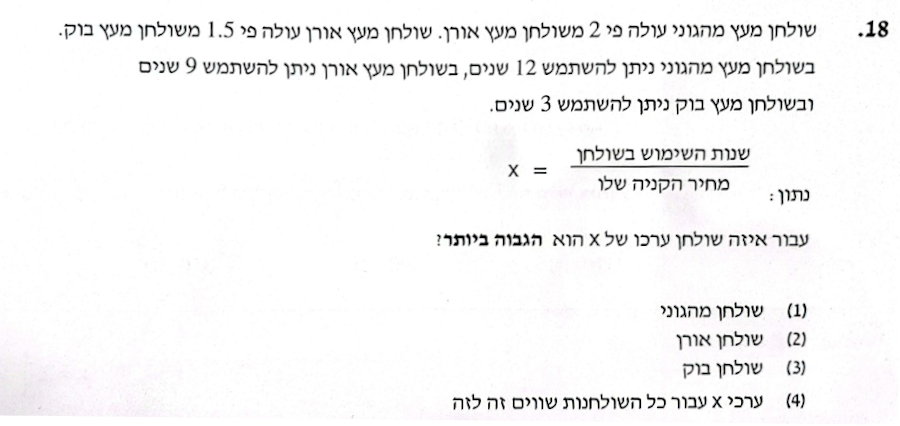 18. שולחן מעץ מהגוני עולה פי 2 משולחן מעץ אורן. שולחן מעץ אורן עולה פי 1.5 משולחן מעץ בוק.
בשולחן מעץ מהגוני ניתן להשתמש 12 שנים, בשולחן מעץ אורן ניתן להשתמש 9 שנים
ובשולחן מעץ בוק ניתן להשתמש 3 שנים.
שנות השימוש בשולחן
x =
מחיר הקניה שלו
נתון:
עבור איזה שולחן ערכו של x הוא הגבוה ביותר?
(1) שולחן מהגוני
(2) שולחן אורן
(3) שולחן בוק
(4) ערכי x עבור כל השולחנות שווים זה לזה